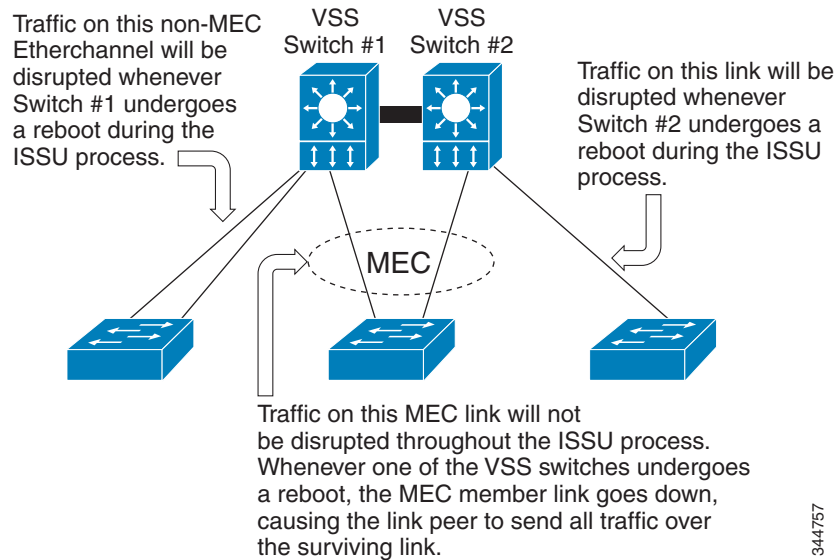 Traffic on this non-MEC
Etherchannel will be
disrupted whenever
Switch #1 undergoes
a reboot during the
ISSU process.
VSS
Switch #1
VSS
Switch #2
Traffic on this link will be
disrupted whenever
Switch #2 undergoes a
reboot during the ISSU
process.
MEC
Traffic on this MEC link will not
be disrupted throughout the ISSU process.
Whenever one of the VSS switches undergoes
a reboot, the MEC member link goes down,
causing the link peer to send all traffic over
the surviving link.
344757